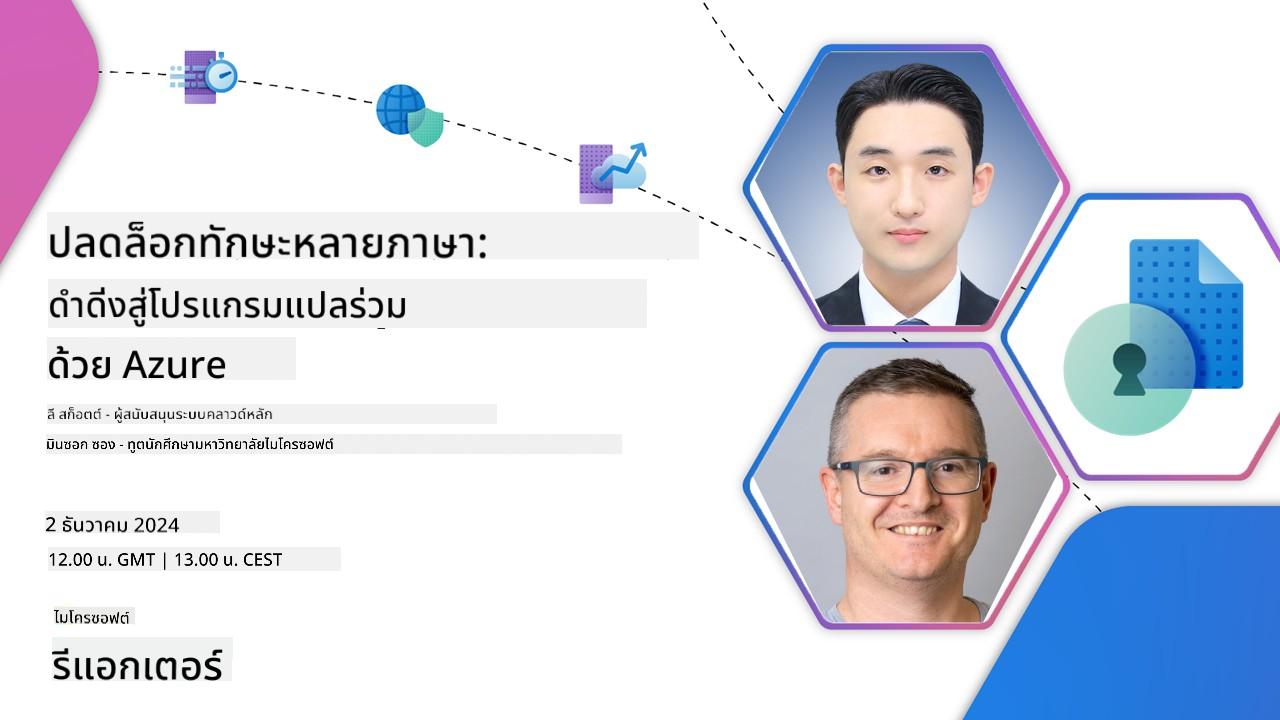 ปลดล็อกทักษะหลายภาษา:
ดำดิ่งสู่โปรแกรมแปลร่วม
ด้วย Azure
ลี สก็อตต์ - ผู้สนับสนุนระบบคลาวด์หลัก
มินซอก ซอง - ทูตนักศึกษามหาวิทยาลัยไมโครซอฟต์
2 ธันวาคม 2024
12.00 น. GMT | 13.00 น. CEST
ไมโครซอฟต์
รีแอกเตอร์